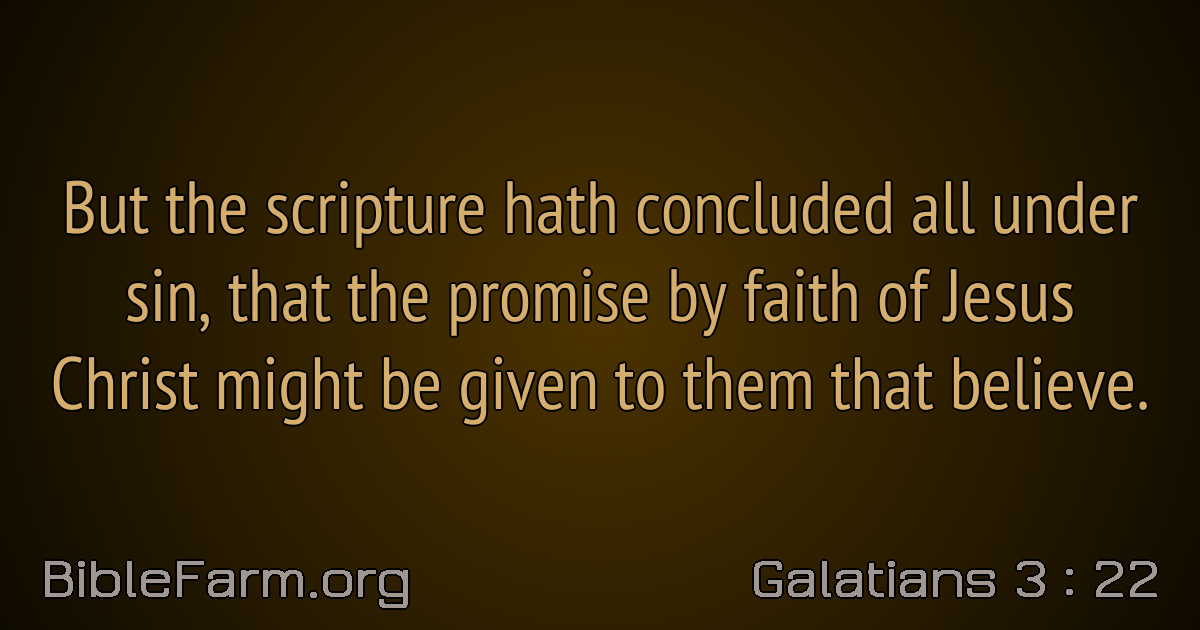 But the scripture hath concluded all under
sin, that the promise by faith of Jesus
Christ might be given to them that believe.
BibleFarm.org
Galatians 3 : 22